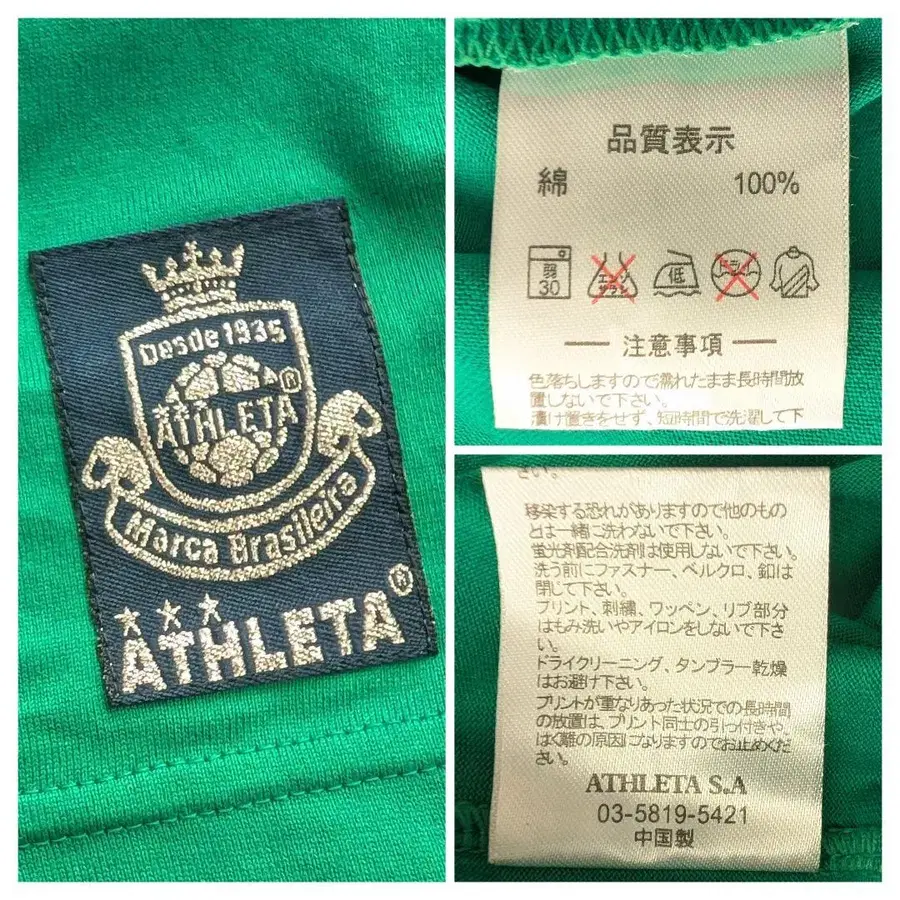 Desde 1935
ATHLETA®
Marca Brasileira
ATHLETA®
品質表示
綿 100%
弱
30
エンソ
サラシ
低
ドライ
注意事項
色落ちしますので濡れたまま長時間放
置しないで下さい。
漬け置きをせず、短時間で洗濯して下
さい。
移染する恐れがありますので他のもの
とは一緒に洗わないで下さい。
蛍光剤配合洗剤は使用しないで下さい。
洗う前にファスナー、ベルクロ、釦は
閉じて下さい。
プリント、刺繍、ワッペン、リブ部分
はもみ洗いやアイロンをしないで下さ
い。
ドライクリーニング、タンブラー乾燥
はお避け下さい。
プリントが重なりあった状況での長時間
の放置は、プリント同士の引っ付きや、
はく離の原因になりますのでお止めくだ
さい。
ATHLETA S.A
03-5819-5421
中国製